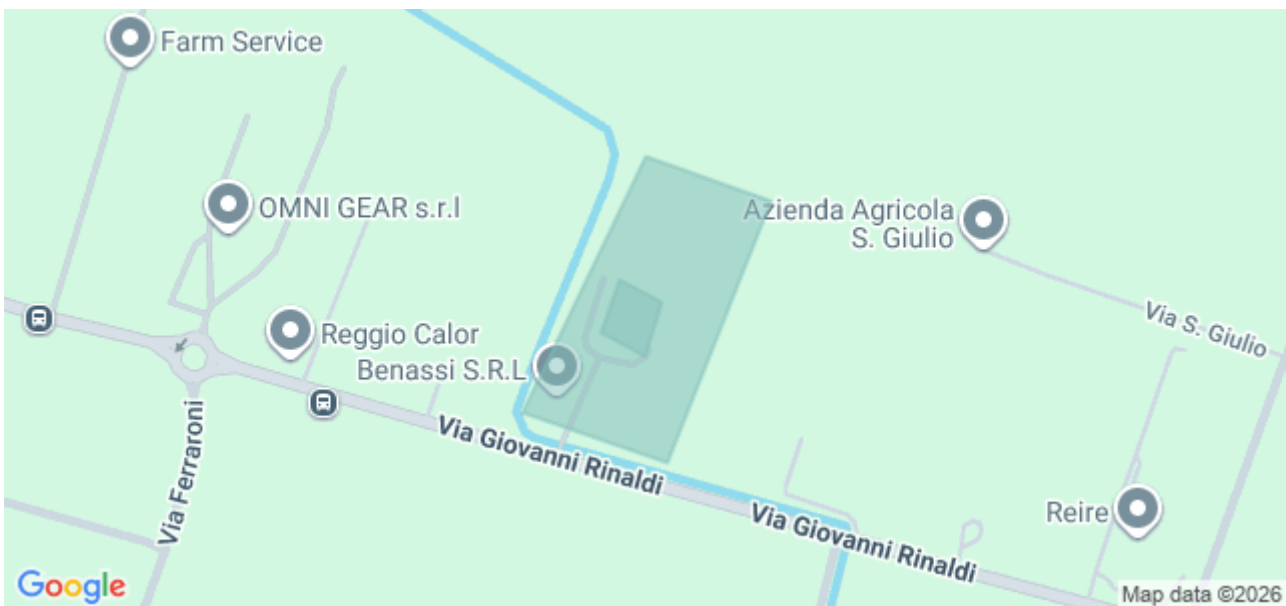 Farm Service
OMNI GEAR s.r.l
Azienda Agricola
S. Giulio
Via S. Giulio
Reggio Calor
Benassi S.R.L
Via Giovanni Rinaldi
Via Ferraroni
Via Giovanni Rinaldi
Reire
Google
Map data ©2026